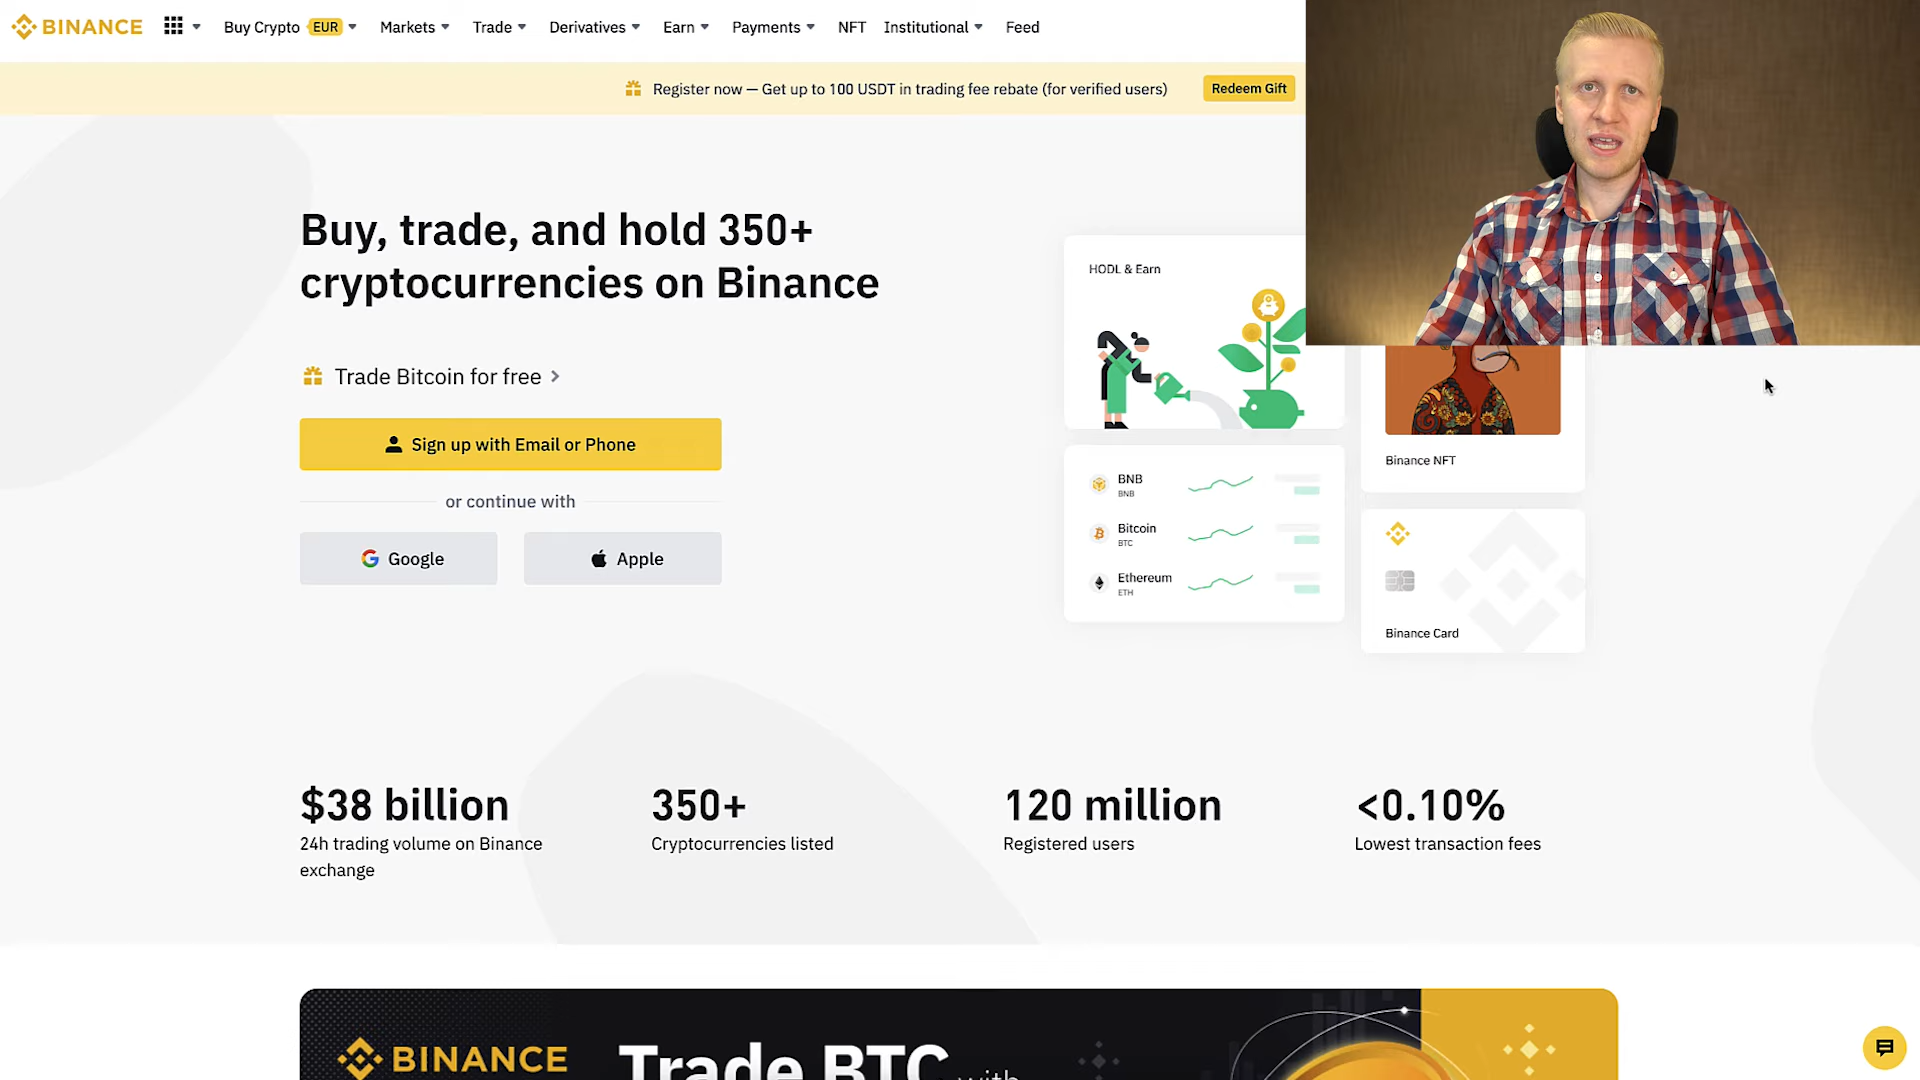 BINANCE
Buy Crypto EUR
Markets
Trade
Derivatives
Earn
Payments
NFT
Institutional
Feed
Register now — Get up to 100 USDT in trading fee rebate (for verified users)
Redeem Gift
Buy, trade, and hold 350+
cryptocurrencies on Binance
Trade Bitcoin for free
Sign up with Email or Phone
or continue with
Google
Apple
HODL & Earn
BNB
BNB
Bitcoin
BTC
Ethereum
ETH
Binance NFT
Binance Card
$38 billion
24h trading volume on Binance
exchange
350+
Cryptocurrencies listed
120 million
Registered users
<0.10%
Lowest transaction fees
BINANCE
Trade BTC with